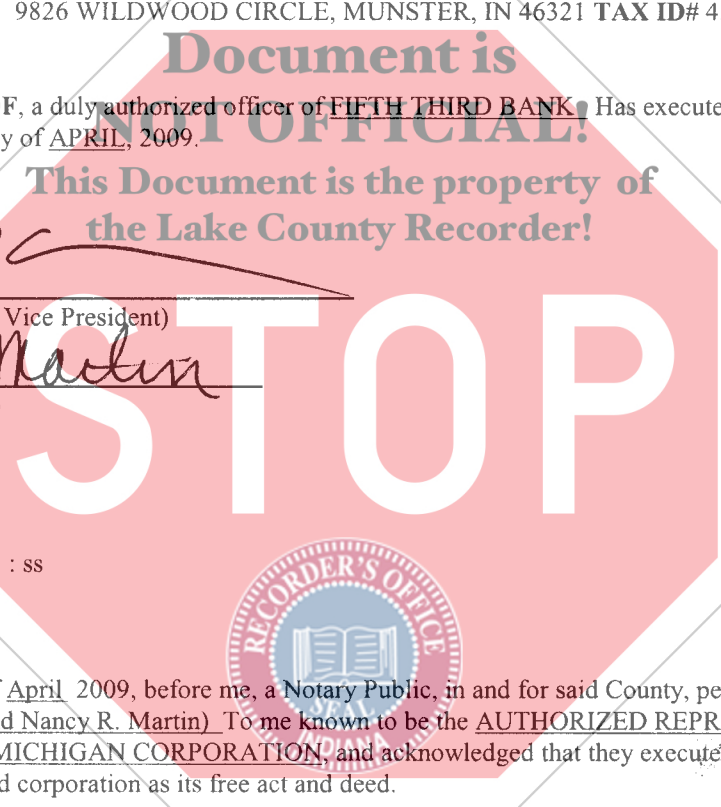 9826 WILDWOOD CIRCLE, MUNSTER, IN 46321 TAX ID# 4
Document is
F, a duly authorized officer of FIFTH THIRD BANK Has execute
NOT OFFICIAL!
y of APRIL, 2009.
This Document is the property of
the Lake County Recorder!
Vice President)
Martin
STOP
: ss
RECORDER'S OFFICE
SEAL
INDIANA
April 2009, before me, a Notary Public, in and for said County, pe
d Nancy R. Martin) To me known to be the AUTHORIZED REPR
MICHIGAN CORPORATION, and acknowledged that they execute
d corporation as its free act and deed.